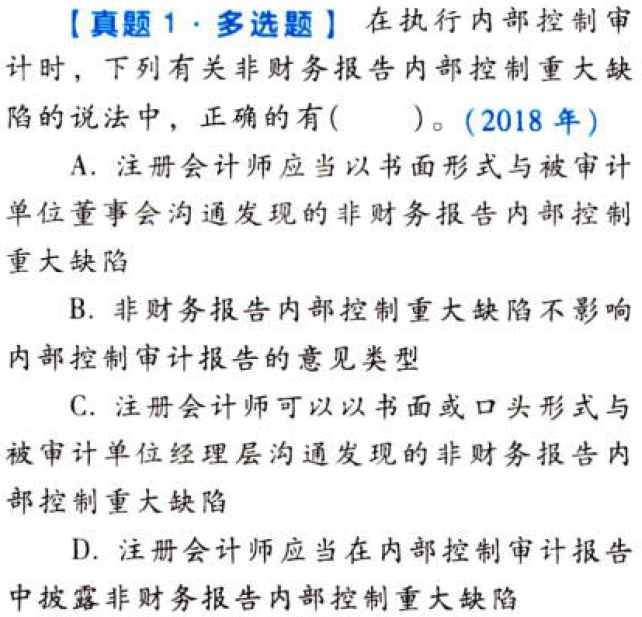 【真题1·多选题】 在执行内部控制审
计时，下列有关非财务报告内部控制重大缺
陷的说法中，正确的有(　　)。(2018年)
A. 注册会计师应当以书面形式与被审计
单位董事会沟通发现的非财务报告内部控制
重大缺陷
B. 非财务报告内部控制重大缺陷不影响
内部控制审计报告的意见类型
C. 注册会计师可以以书面或口头形式与
被审计单位经理层沟通发现的非财务报告内
部控制重大缺陷
D. 注册会计师应当在内部控制审计报告
中披露非财务报告内部控制重大缺陷